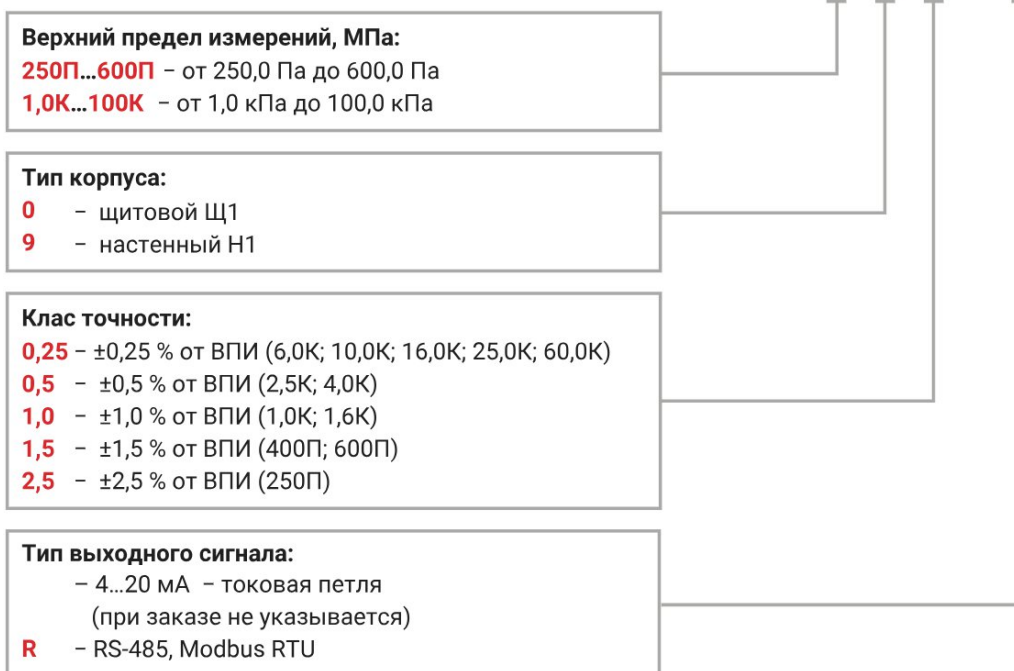 Верхний предел измерений, МПа:
250П...600П – от 250,0 Па до 600,0 Па
1,0К...100К – от 1,0 кПа до 100,0 кПа
Тип корпуса:
0 – щитовой Щ1
9 – настенный Н1
Клас точности:
0,25 – ±0,25 % от ВПИ (6,0К; 10,0К; 16,0К; 25,0К; 60,0К)
0,5 – ±0,5 % от ВПИ (2,5К; 4,0К)
1,0 – ±1,0 % от ВПИ (1,0К; 1,6К)
1,5 – ±1,5 % от ВПИ (400П; 600П)
2,5 – ±2,5 % от ВПИ (250П)
Тип выходного сигнала:
– 4...20 мА – токовая петля
(при заказе не указывается)
R – RS-485, Modbus RTU